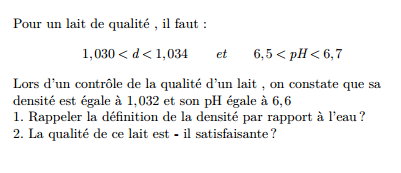 Pour un lait de qualité , il faut :
1,030 < d < 1,034 et 6,5 < pH < 6,7
Lors d'un contrôle de la qualité d'un lait , on constate que sa
densité est égale à 1,032 et son pH égale à 6,6
1. Rappeler la définition de la densité par rapport à l'eau ?
2. La qualité de ce lait est - il satisfaisante ?